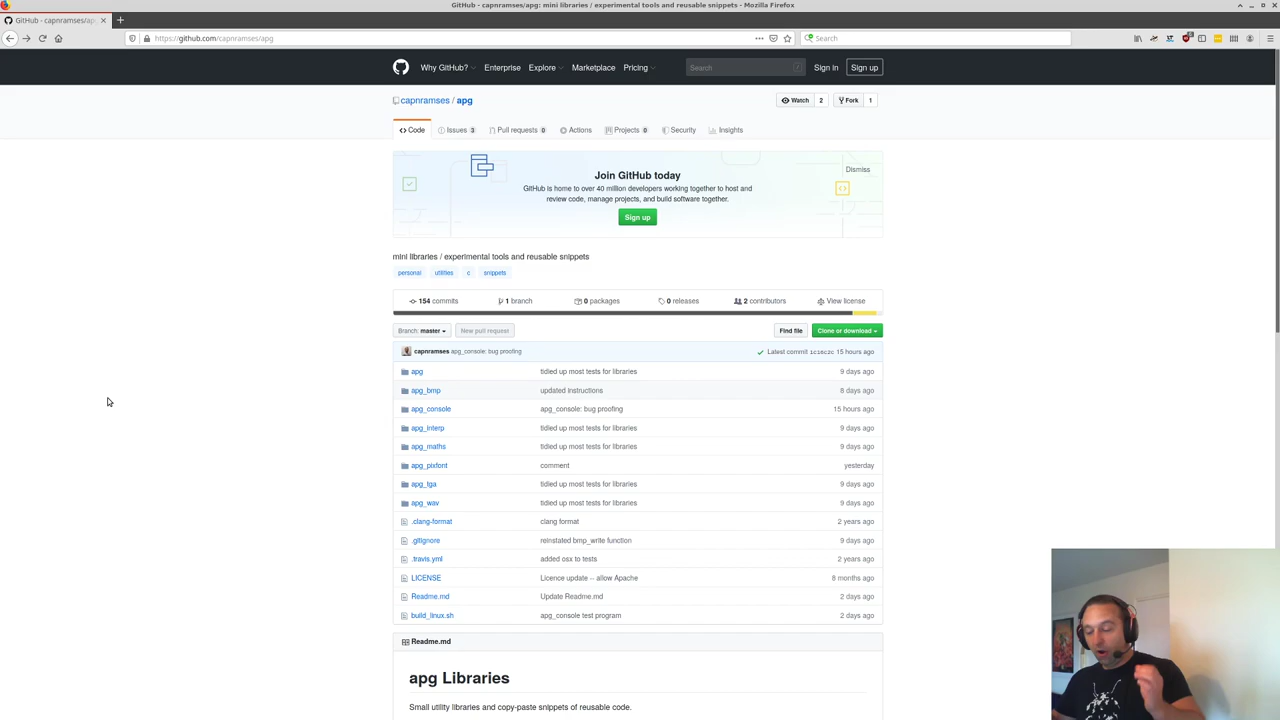 GitHub - capnramses/apg: mini libraries / experimental tools and reusable snippets - Mozilla Firefox
GitHub - capnramses/ap
https://github.com/capnramses/apg
Search
Why GitHub? Enterprise Explore Marketplace Pricing Search Sign in Sign up
capnramses / apg Watch 2 Fork 1
Code Issues 3 Pull requests 0 Actions Projects 0 Security Insights
Join GitHub today
Dismiss
GitHub is home to over 40 million developers working together to host and
review code, manage projects, and build software together.
Sign up
mini libraries / experimental tools and reusable snippets
personal utilities c snippets
154 commits 1 branch 0 packages 0 releases 2 contributors View license
Branch: master New pull request Find file Clone or download
capnramses apg_console: bug proofing Latest commit 1c16c2c 15 hours ago
apg tidied up most tests for libraries 9 days ago
apg_bmp updated instructions 8 days ago
apg_console apg_console: bug proofing 15 hours ago
apg_interp tidied up most tests for libraries 9 days ago
apg_maths tidied up most tests for libraries 9 days ago
apg_pixfont comment yesterday
apg_tga tidied up most tests for libraries 9 days ago
apg_wav tidied up most tests for libraries 9 days ago
.clang-format clang format 2 years ago
.gitignore reinstated bmp_write function 9 days ago
.travis.yml added osx to tests 2 years ago
LICENSE Licence update -- allow Apache 8 months ago
Readme.md Update Readme.md 2 days ago
build_linux.sh apg_console test program 2 days ago
Readme.md
apg Libraries
Small utility libraries and copy-paste snippets of reusable code.